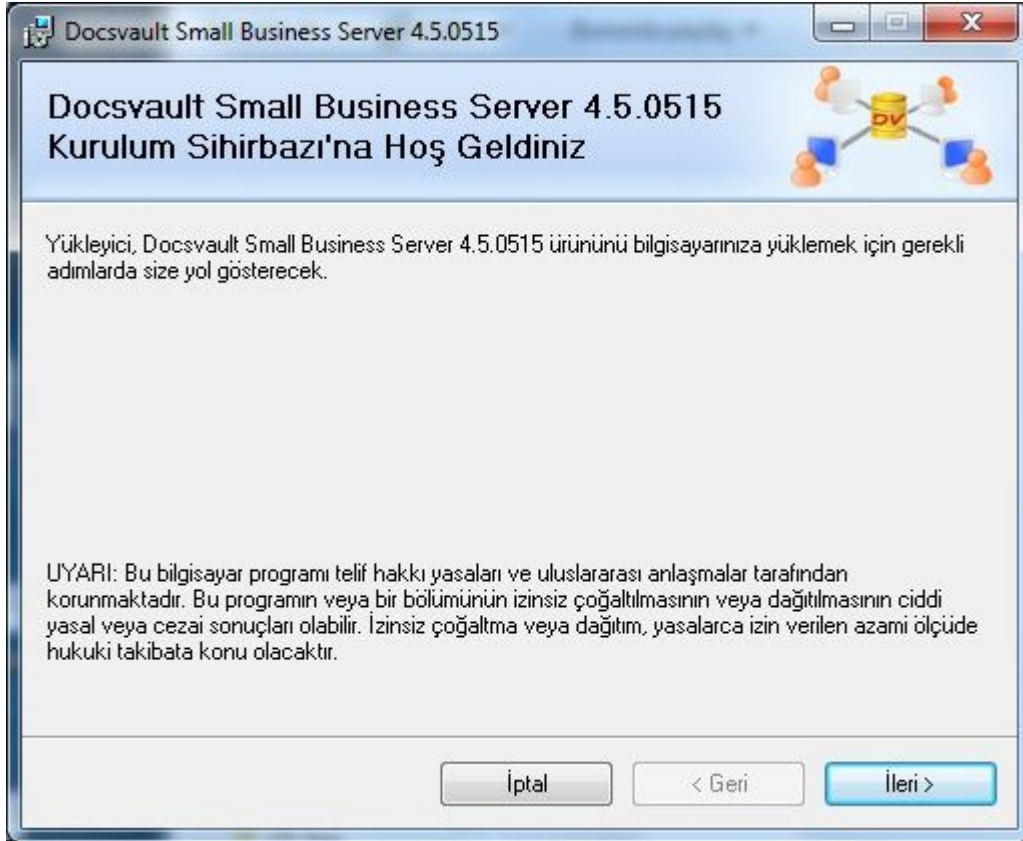 Docsvault Small Business Server 4.5.0515
Docsvault Small Business Server 4.5.0515
Kurulum Sihirbazı'na Hoş Geldiniz
DV
Yükleyici, Docsvault Small Business Server 4.5.0515 ürününü bilgisayarınıza yüklemek için gerekli
adımlarda size yol gösterecek.
UYARI: Bu bilgisayar programı telif hakkı yasaları ve uluslararası anlaşmalar tarafından
korunmaktadır. Bu programın veya bir bölümünün izinsiz çoğaltılmasının veya dağıtılmasının ciddi
yasal veya cezai sonuçları olabilir. İzinsiz çoğaltma veya dağıtım, yasalarca izin verilen azami ölçüde
hukuki takibata konu olacaktır.
İptal
< Geri
İleri >